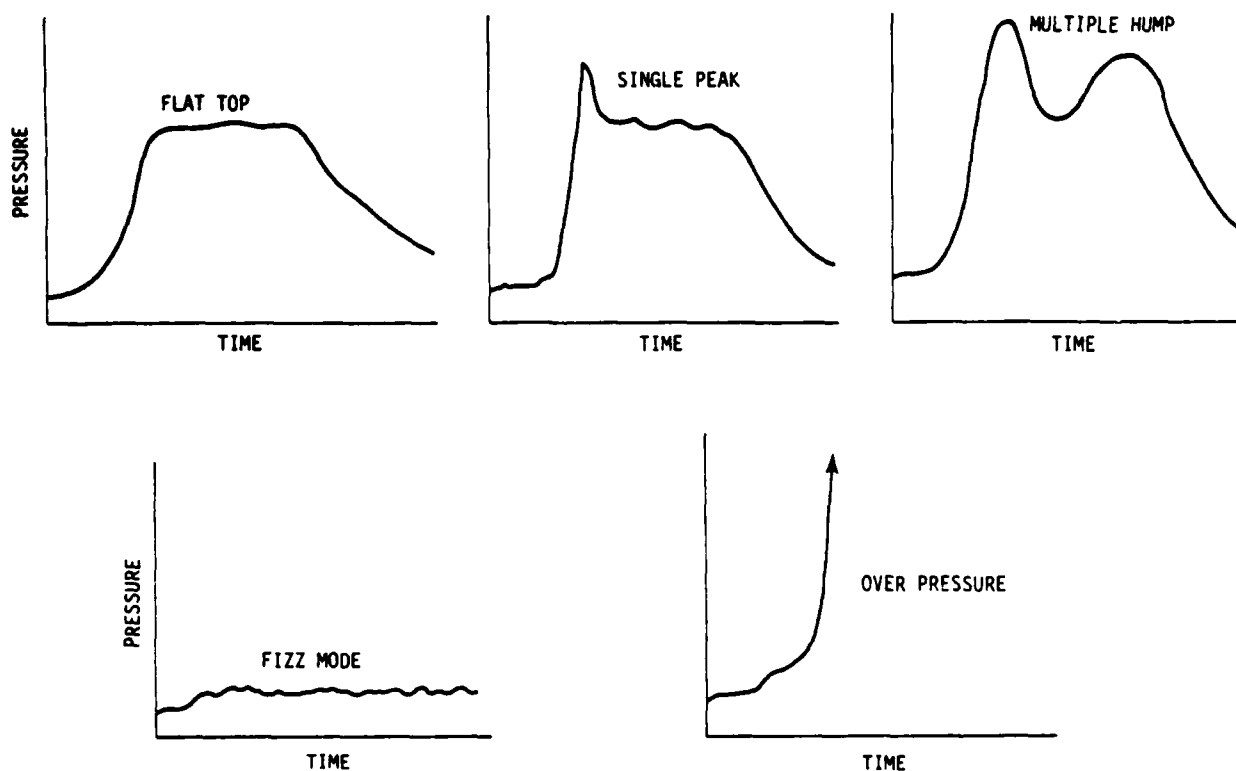 MULTIPLE HUMP
SINGLE PEAK
FLAT TOP
PRESSURE
TIME
TIME
TIME
PRESSURE
OVER PRESSURE
FIZZ MODE
TIME
TIME